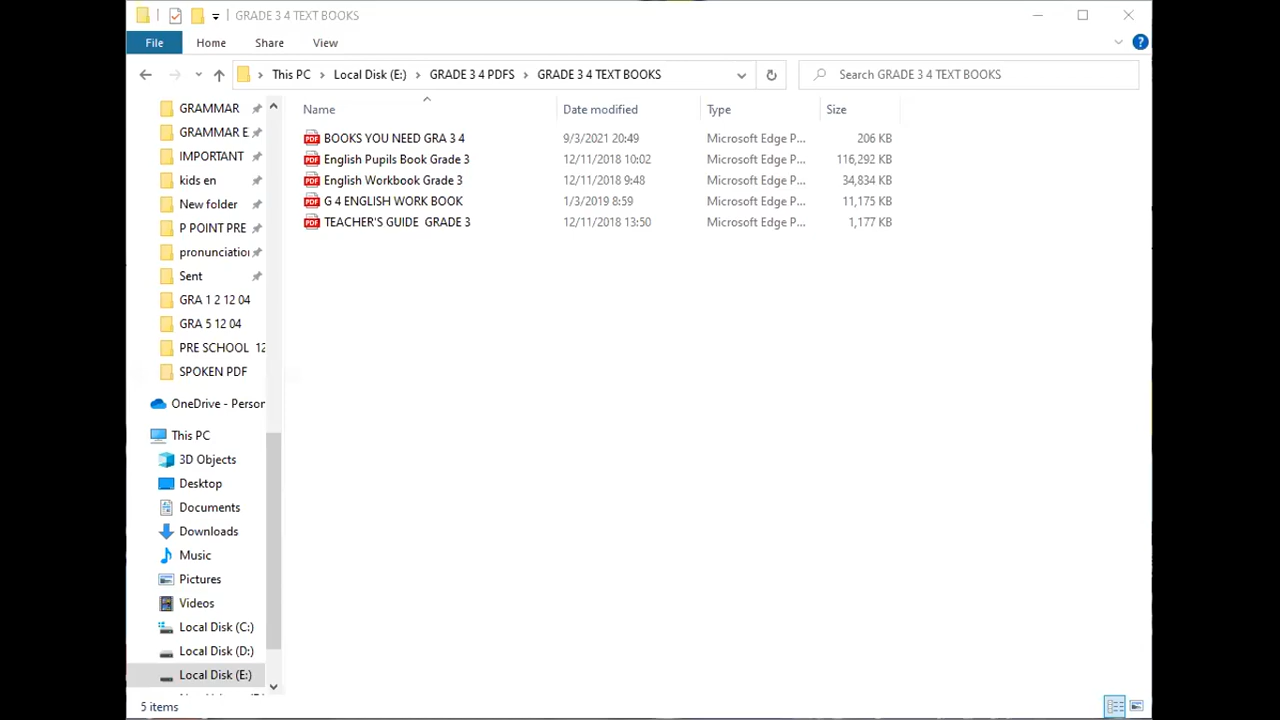 GRADE 3 4 TEXT BOOKS
File Home Share View
This PC Local Disk (E:) GRADE 3 4 PDFS GRADE 3 4 TEXT BOOKS Search GRADE 3 4 TEXT BOOKS
Name Date modified Type Size
BOOKS YOU NEED GRA 3 4 9/3/2021 20:49 Microsoft Edge P... 206 KB
English Pupils Book Grade 3 12/11/2018 10:02 Microsoft Edge P... 116,292 KB
English Workbook Grade 3 12/11/2018 9:48 Microsoft Edge P... 34,834 KB
G 4 ENGLISH WORK BOOK 1/3/2019 8:59 Microsoft Edge P... 11,175 KB
TEACHER'S GUIDE GRADE 3 12/11/2018 13:50 Microsoft Edge P... 1,177 KB
GRAMMAR
GRAMMAR E
IMPORTANT
kids en
New folder
P POINT PRE
pronunciatio
Sent
GRA 1 2 12 04
GRA 5 12 04
PRE SCHOOL 12
SPOKEN PDF
OneDrive - Person
This PC
3D Objects
Desktop
Documents
Downloads
Music
Pictures
Videos
Local Disk (C:)
Local Disk (D:)
Local Disk (E:)
5 items